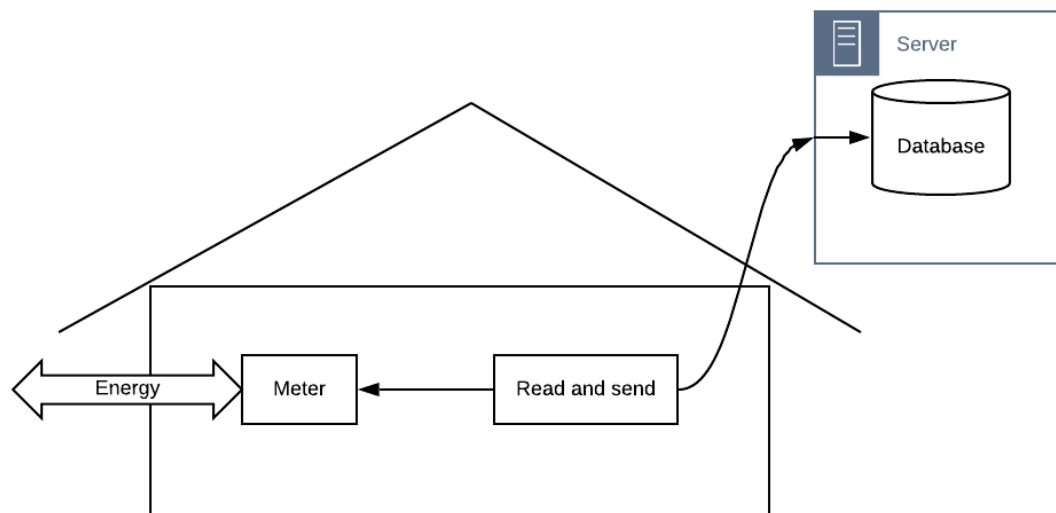 Server
Database
Energy
Meter
Read and send